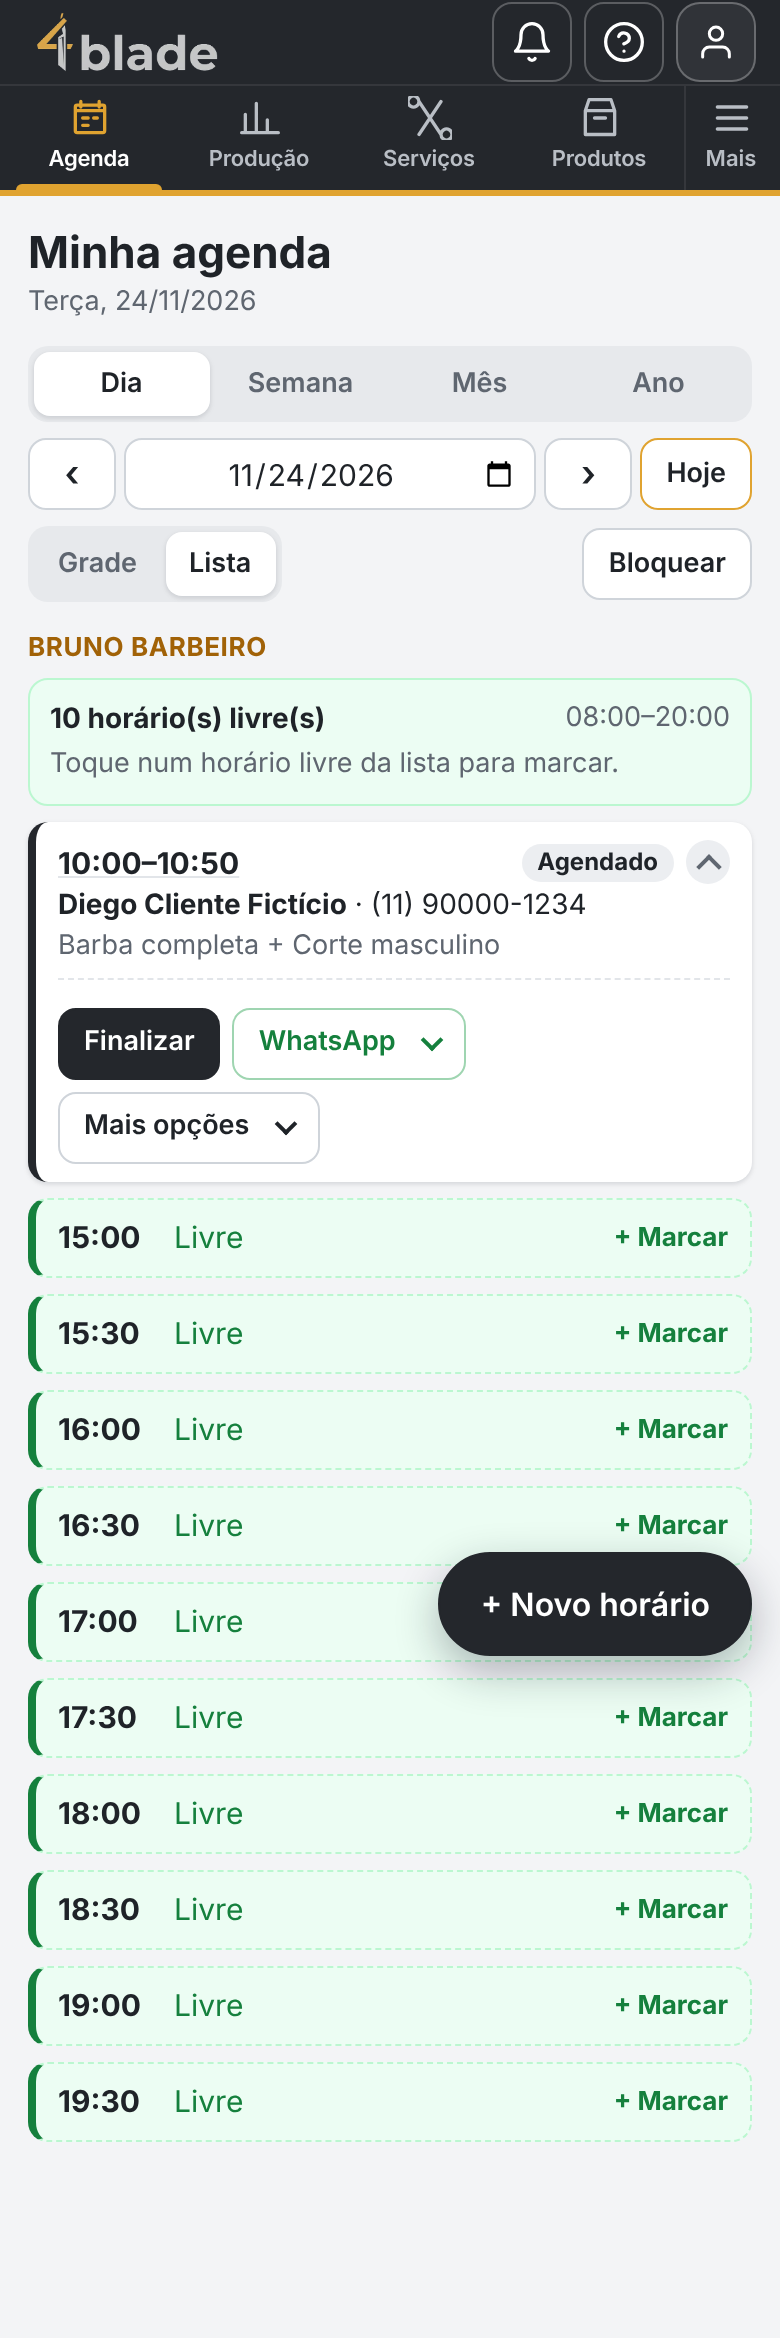 4blade
Agenda
Produção
Serviços
Produtos
Mais
Minha agenda
Terça, 24/11/2026
Dia
Semana
Mês
Ano
‹
11/24/2026
›
Hoje
Grade
Lista
Bloquear
BRUNO BARBEIRO
10 horário(s) livre(s)
08:00–20:00
Toque num horário livre da lista para marcar.
10:00–10:50
Agendado
Diego Cliente Fictício · (11) 90000-1234
Barba completa + Corte masculino
Finalizar
WhatsApp
Mais opções
15:00 Livre + Marcar
15:30 Livre + Marcar
16:00 Livre + Marcar
16:30 Livre + Marcar
17:00 Livre
+ Novo horário
17:30 Livre + Marcar
18:00 Livre + Marcar
18:30 Livre + Marcar
19:00 Livre + Marcar
19:30 Livre + Marcar